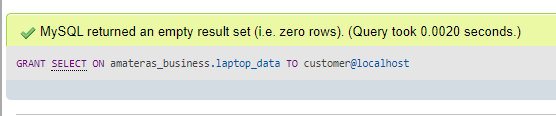 MySQL returned an empty result set (i.e. zero rows). (Query took 0.0020 seconds.)
GRANT SELECT ON amateras_business.laptop_data TO customer@localhost